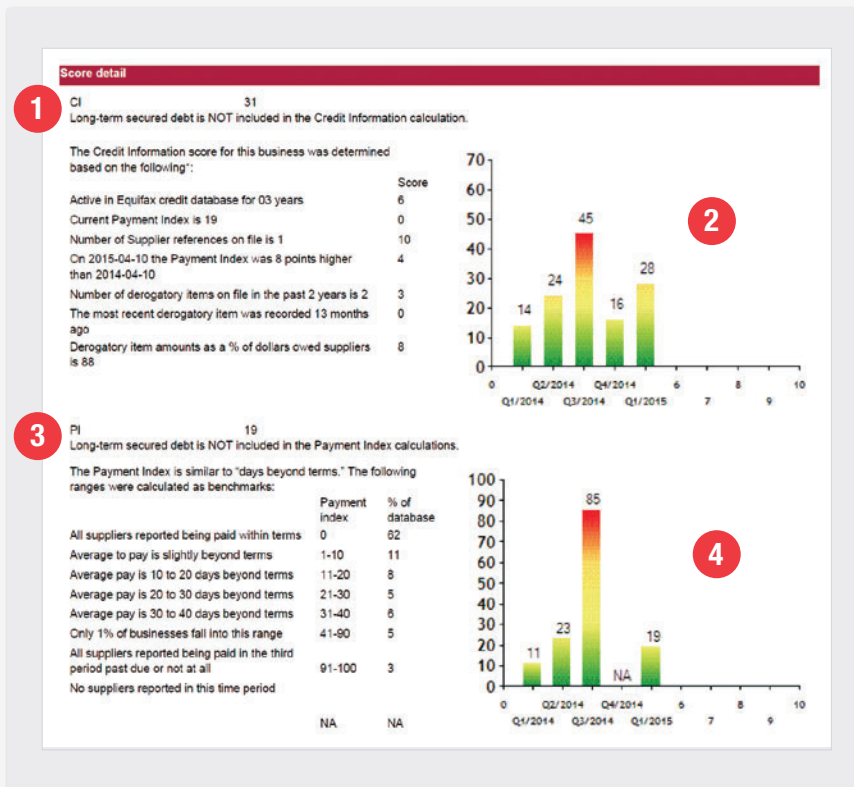 Score detail
1
CI 31
Long-term secured debt is NOT included in the Credit Information calculation.
The Credit Information score for this business was determined
based on the following*:
Score
Active in Equifax credit database for 03 years 6
Current Payment Index is 19 0
Number of Supplier references on file is 1 10
On 2015-04-10 the Payment Index was 8 points higher
than 2014-04-10 4
Number of derogatory items on file in the past 2 years is 2 3
The most recent derogatory item was recorded 13 months
ago 0
Derogatory item amounts as a % of dollars owed suppliers
is 88 8
2
70
60
50
40
30
20
10
0
14 24 45 16 28
0 Q2/2014 Q4/2014 6 8 10
Q1/2014 Q3/2014 Q1/2015 7 9
3
PI 19
Long-term secured debt is NOT included in the Payment Index calculations.
The Payment Index is similar to "days beyond terms." The following
ranges were calculated as benchmarks:
Payment % of
index database
All suppliers reported being paid within terms 0 62
Average to pay is slightly beyond terms 1-10 11
Average pay is 10 to 20 days beyond terms 11-20 8
Average pay is 20 to 30 days beyond terms 21-30 5
Average pay is 30 to 40 days beyond terms 31-40 6
Only 1% of businesses fall into this range 41-90 5
All suppliers reported being paid in the third
period past due or not at all 91-100 3
No suppliers reported in this time period
NA NA
4
100
90
80
70
60
50
40
30
20
10
0
11 23 85 NA 19
0 Q2/2014 Q4/2014 6 8 10
Q1/2014 Q3/2014 Q1/2015 7 9